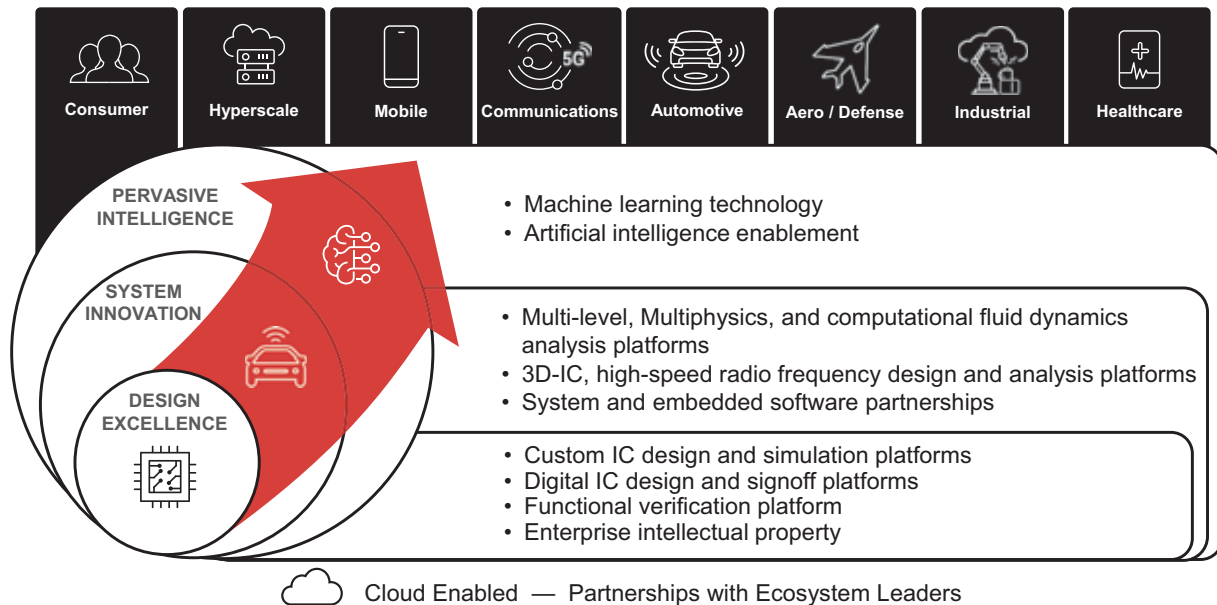 Consumer
Hyperscale
Mobile
5G
Communications
Automotive
Aero / Defense
Industrial
Healthcare
PERVASIVE
INTELLIGENCE
• Machine learning technology
• Artificial intelligence enablement
SYSTEM
INNOVATION
• Multi-level, Multiphysics, and computational fluid dynamics
analysis platforms
• 3D-IC, high-speed radio frequency design and analysis platforms
• System and embedded software partnerships
DESIGN
EXCELLENCE
• Custom IC design and simulation platforms
• Digital IC design and signoff platforms
• Functional verification platform
• Enterprise intellectual property
Cloud Enabled — Partnerships with Ecosystem Leaders